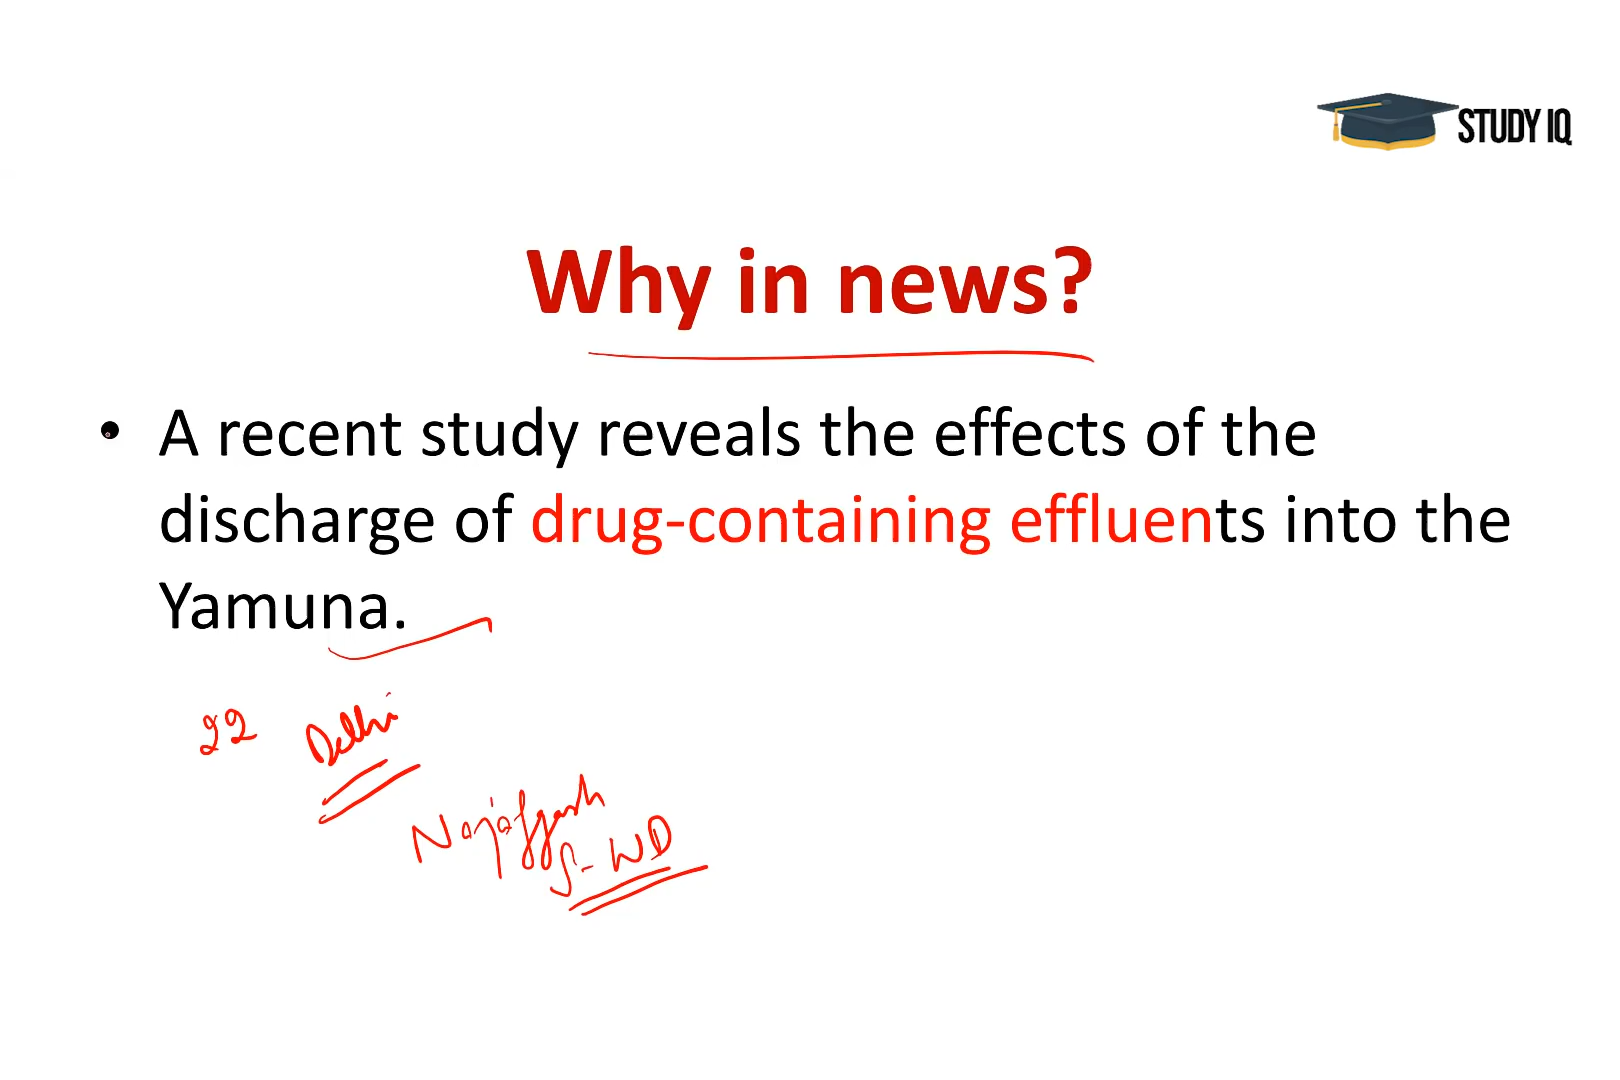 STUDY IQ
Why in news?
• A recent study reveals the effects of the
discharge of drug-containing effluents into the
Yamuna.
22 Delhi
Najafgarh
S-WD